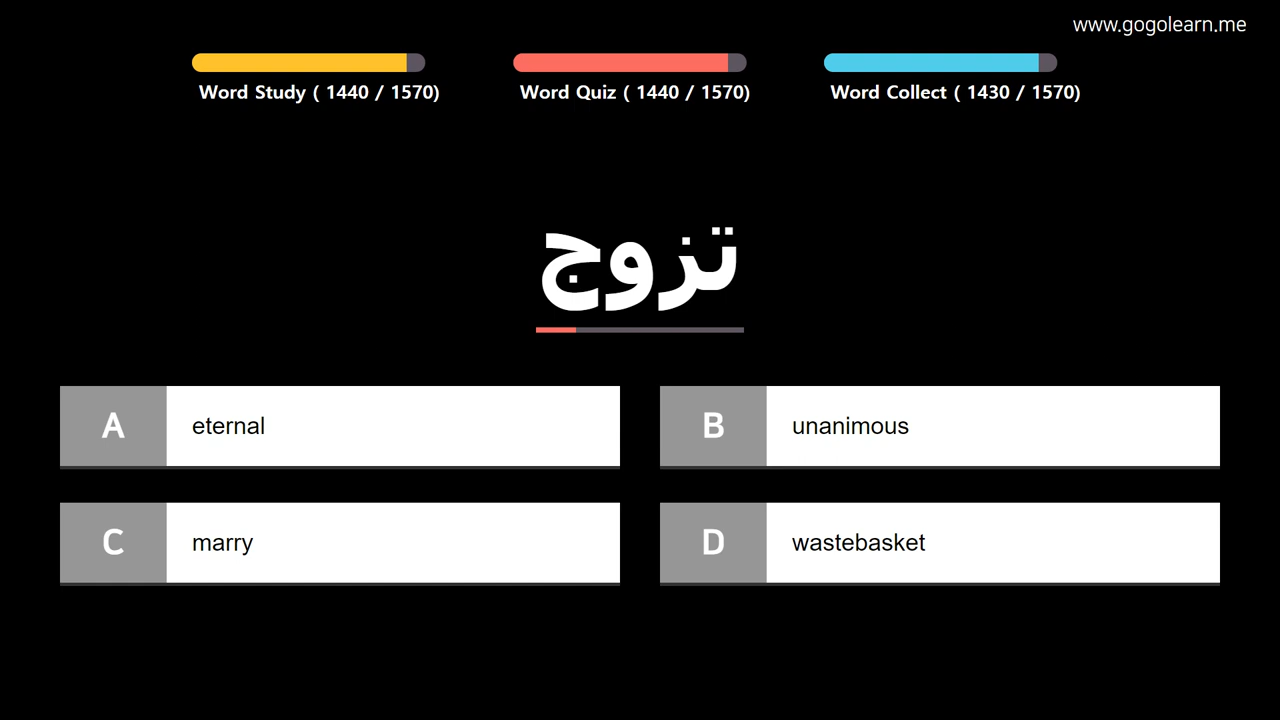 www.gogolearn.me
Word Study ( 1440 / 1570)
Word Quiz ( 1440 / 1570)
Word Collect ( 1430 / 1570)
تزوج
A eternal
B unanimous
C marry
D wastebasket